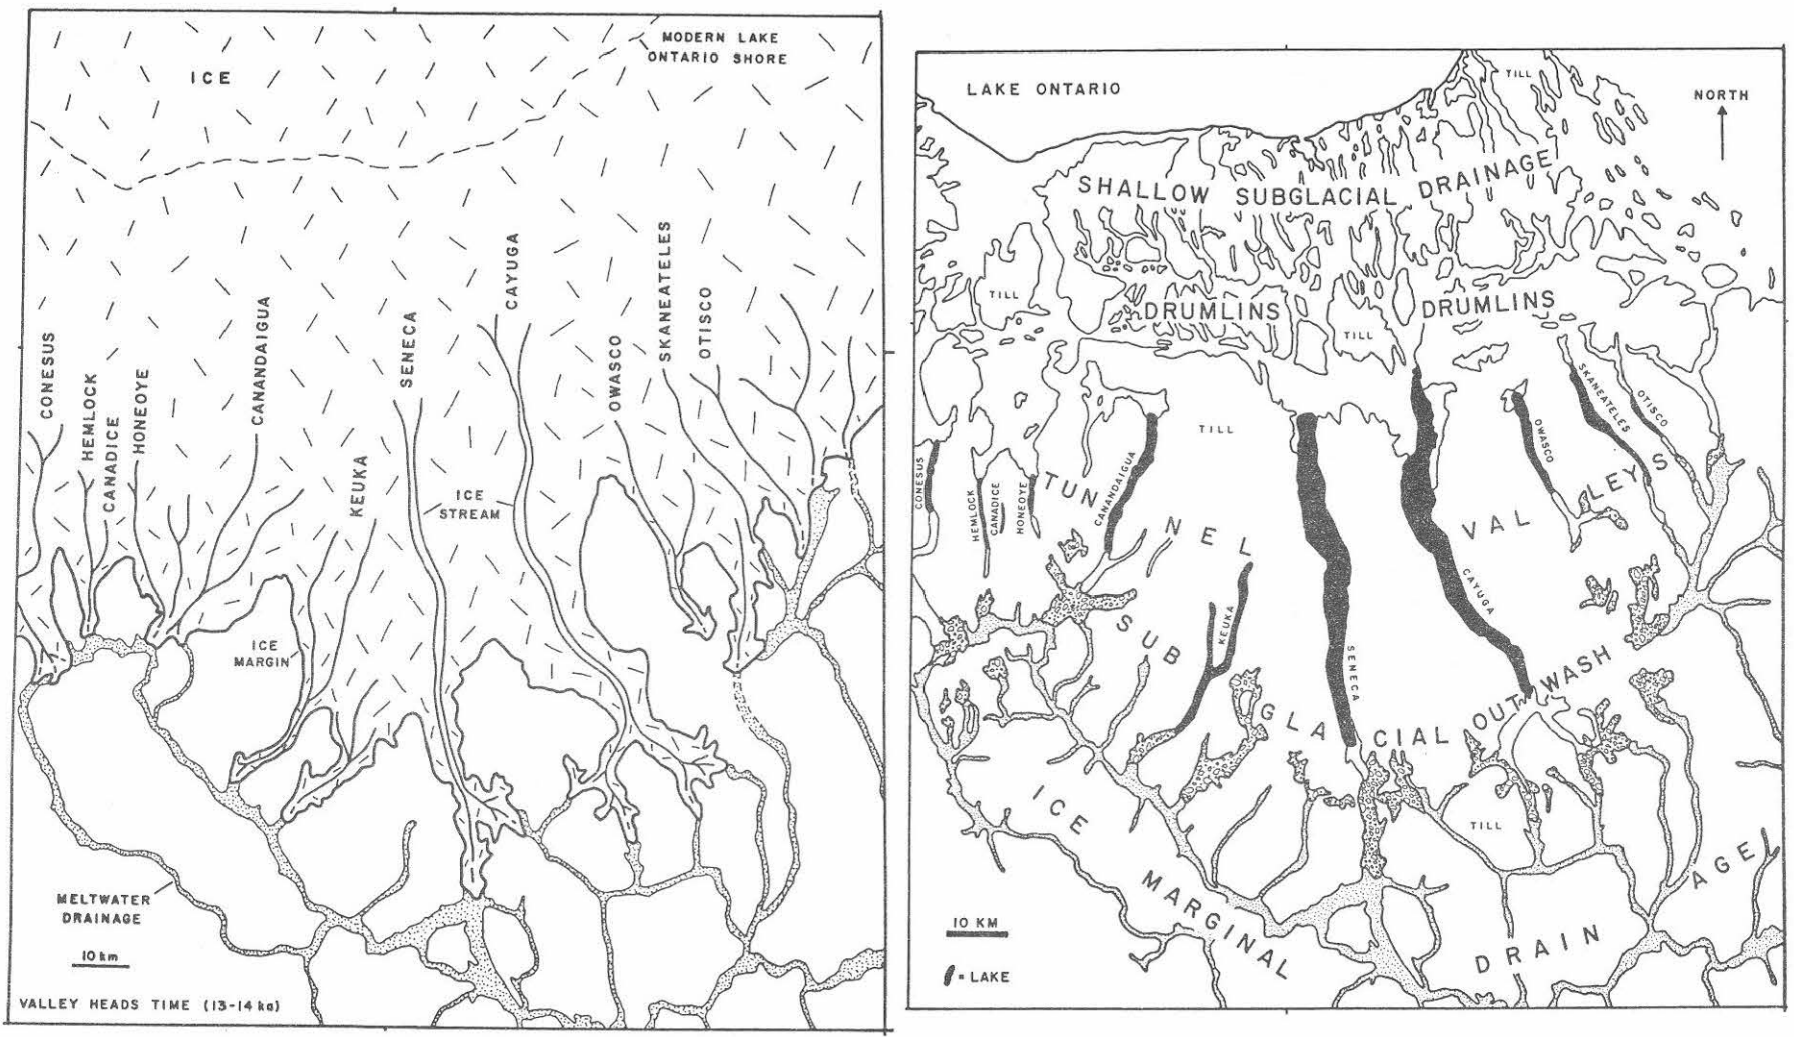 MODERN LAKE
ONTARIO SHORE
ICE
CONESUS
HEMLOCK
CANADICE
HONEOYE
CANANDAIGUA
KEUKA
SENECA
CAYUGA
OWASCO
SKANEATELES
OTISCO
ICE
STREAM
ICE
MARGIN
MELTWATER
DRAINAGE
10 km
VALLEY HEADS TIME (13-14 ka)
LAKE ONTARIO
TILL
NORTH
SHALLOW SUBGLACIAL DRAINAGE
TILL
DRUMLINS
DRUMLINS
TILL
TILL
CONESUS
HEMLOCK
CANADICE
HONEOYE
CANANDAIGUA
KEUKA
SENECA
CAYUGA
OWASCO
SKANEATELES
OTISCO
TUNNEL VALLEYS
SUBGLACIAL OUTWASH
TILL
ICE MARGINAL DRAINAGE
10 KM
= LAKE